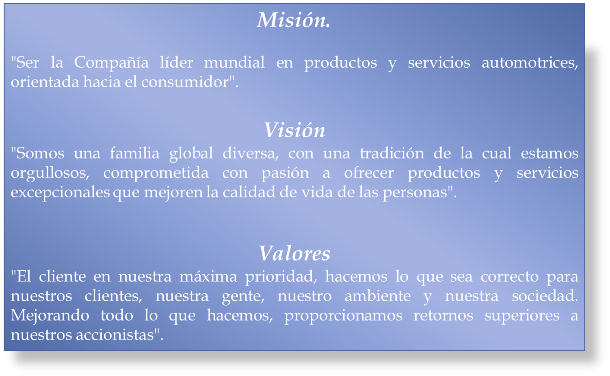 Misión.
"Ser la Compañía líder mundial en productos y servicios automotrices,
orientada hacia el consumidor".
Visión
"Somos una familia global diversa, con una tradición de la cual estamos
orgullosos, comprometida con pasión a ofrecer productos y servicios
excepcionales que mejoren la calidad de vida de las personas".
Valores
"El cliente en nuestra máxima prioridad, hacemos lo que sea correcto para
nuestros clientes, nuestra gente, nuestro ambiente y nuestra sociedad.
Mejorando todo lo que hacemos, proporcionamos retornos superiores a
nuestros accionistas".